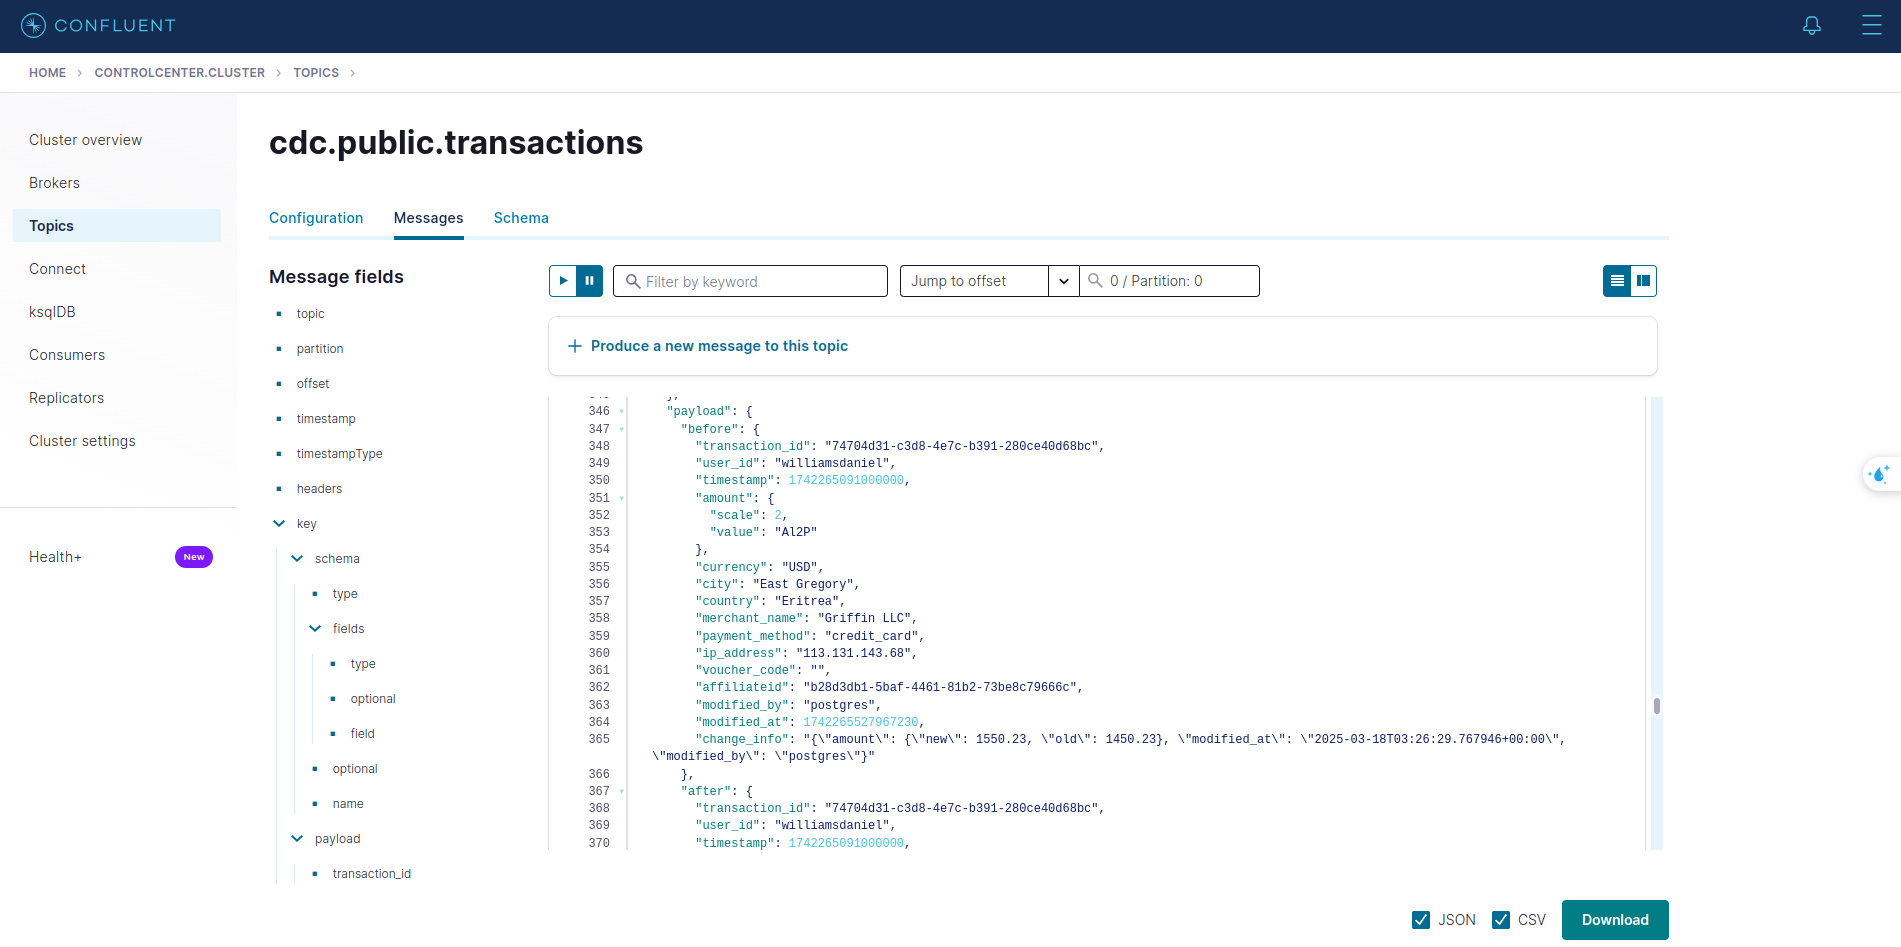 CONFLUENT
HOME > CONTROLCENTER.CLUSTER > TOPICS >
Cluster overview
Brokers
Topics
Connect
ksqlDB
Consumers
Replicators
Cluster settings
Health+ New
cdc.public.transactions
Configuration Messages Schema
Message fields
topic
partition
offset
timestamp
timestampType
headers
key
schema
type
fields
type
optional
field
optional
name
payload
transaction_id
Filter by keyword
Jump to offset
0 / Partition: 0
Produce a new message to this topic
346 "payload": {
347 "before": {
348 "transaction_id": "74704d31-c3d8-4e7c-b391-280ce40d68bc",
349 "user_id": "williamsdaniel",
350 "timestamp": 1742265091000000,
351 "amount": {
352 "scale": 2,
353 "value": "Al2P"
354 },
355 "currency": "USD",
356 "city": "East Gregory",
357 "country": "Eritrea",
358 "merchant_name": "Griffin LLC",
359 "payment_method": "credit_card",
360 "ip_address": "113.131.143.68",
361 "voucher_code": "",
362 "affiliateid": "b28d3db1-5baf-4461-81b2-73be8c79666c",
363 "modified_by": "postgres",
364 "modified_at": 1742265527967230,
365 "change_info": "{\"amount\": {\"new\": 1550.23, \"old\": 1450.23}, \"modified_at\": \"2025-03-18T03:26:29.767946+00:00\",
\"modified_by\": \"postgres\"}"
366 },
367 "after": {
368 "transaction_id": "74704d31-c3d8-4e7c-b391-280ce40d68bc",
369 "user_id": "williamsdaniel",
370 "timestamp": 1742265091000000,
JSON CSV Download